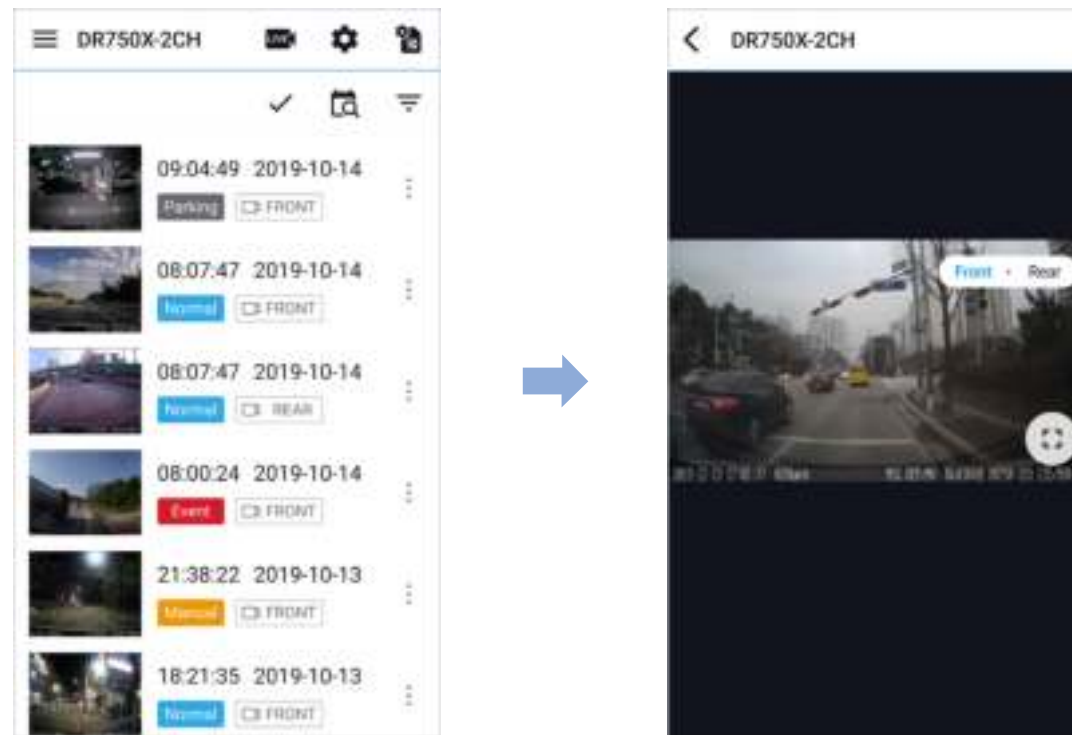 DR750X-2CH LIVE
09:04:49 2019-10-14
Parking FRONT
08:07:47 2019-10-14
Normal FRONT
08:07:47 2019-10-14
Normal REAR
08:00:24 2019-10-14
Event FRONT
21:38:22 2019-10-13
Manual FRONT
18:21:35 2019-10-13
Normal FRONT
DR750X-2CH
Front · Rear